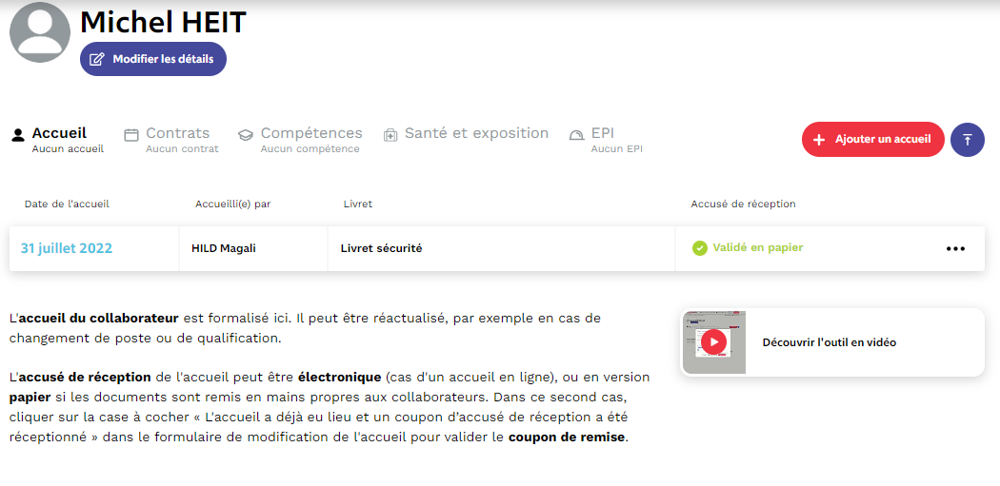 Michel HEIT
Modifier les détails
Accueil
Aucun accueil
Contrats
Aucun contrat
Compétences
Aucun compétence
Santé et exposition
EPI
Aucun EPI
Ajouter un accueil
Date de l'accueil
Accueilli(e) par
Livret
Accusé de réception
31 juillet 2022
HILD Magali
Livret sécurité
Validé en papier
L'accueil du collaborateur est formalisé ici. Il peut être réactualisé, par exemple en cas de
changement de poste ou de qualification.
L'accusé de réception de l'accueil peut être électronique (cas d'un accueil en ligne), ou en version
papier si les documents sont remis en mains propres aux collaborateurs. Dans ce second cas,
cliquer sur la case à cocher « L'accueil a déjà eu lieu et un coupon d’accusé de réception a été
réceptionné » dans le formulaire de modification de l'accueil pour valider le coupon de remise.
Découvrir l'outil en vidéo